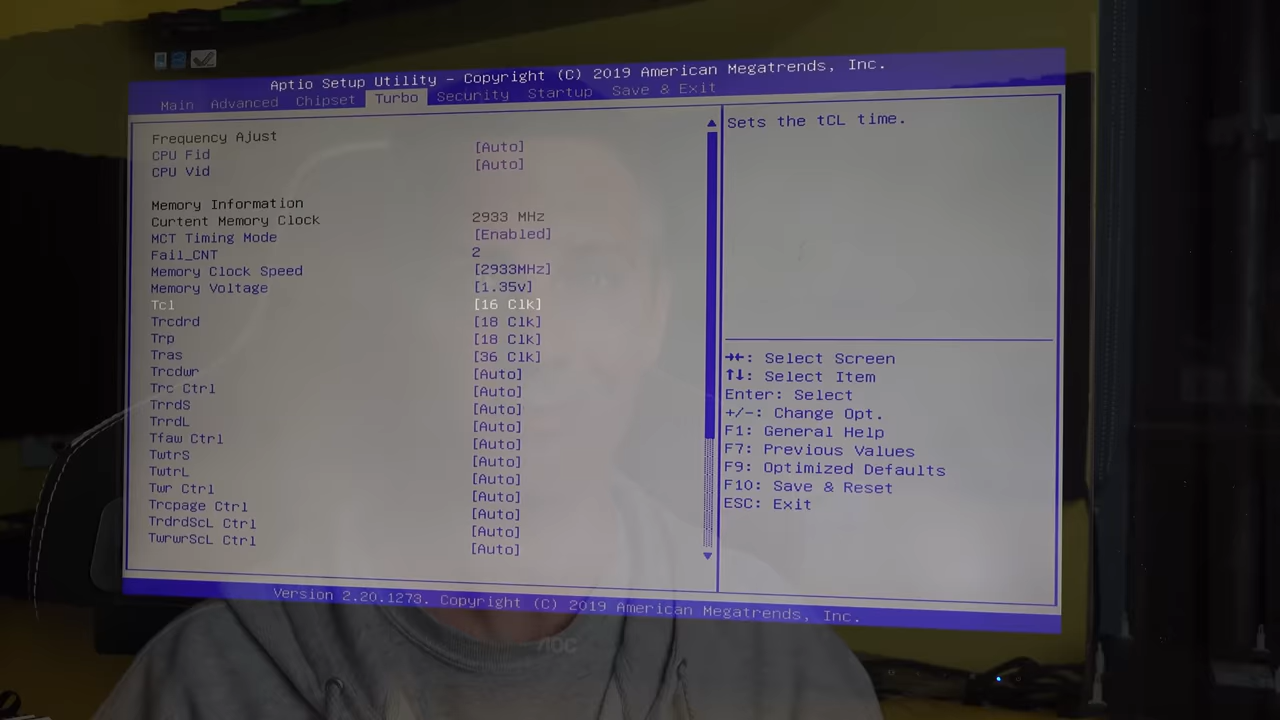 Aptio Setup Utility – Copyright (C) 2019 American Megatrends, Inc.
Main Advanced Chipset Turbo Security Startup Save & Exit
Frequency Ajust
CPU Fid [Auto]
CPU Vid [Auto]
Memory Information
Curtent Memory Clock 2933 MHz
MCT Timing Mode [Enabled]
Fail_CNT 2
Memory Clock Speed [2933MHz]
Memory Voltage [1.35v]
Tcl [16 Clk]
Trcdrd [18 Clk]
Trp [18 Clk]
Tras [36 Clk]
Trcdwr [Auto]
Trc Ctrl [Auto]
TrrdS [Auto]
TrrdL [Auto]
Tfaw Ctrl [Auto]
TwtrS [Auto]
TwtrL [Auto]
Twr Ctrl [Auto]
Trcpage Ctrl [Auto]
TrdrdScL Ctrl [Auto]
TwrwrScL Ctrl [Auto]
Sets the tCL time.
→←: Select Screen
↑↓: Select Item
Enter: Select
+/-: Change Opt.
F1: General Help
F7: Previous Values
F9: Optimized Defaults
F10: Save & Reset
ESC: Exit
Version 2.20.1273. Copyright (C) 2019 American Megatrends, Inc.
AOC